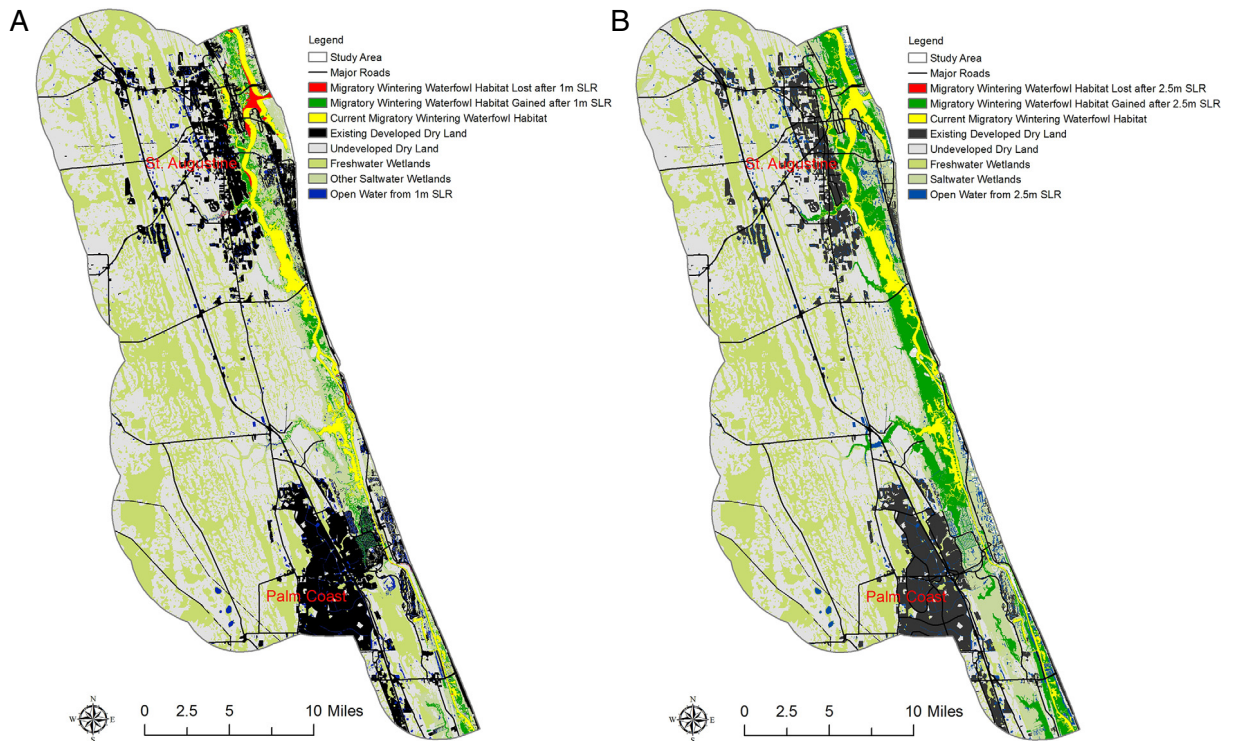 A
Legend
Study Area
Major Roads
Migratory Wintering Waterfowl Habitat Lost after 1m SLR
Migratory Wintering Waterfowl Habitat Gained after 1m SLR
Current Migratory Wintering Waterfowl Habitat
Existing Developed Dry Land
Undeveloped Dry Land
Freshwater Wetlands
Other Saltwater Wetlands
Open Water from 1m SLR
St. Augustine
Palm Coast
N
W E
S
0 2.5 5 10 Miles
B
Legend
Study Area
Major Roads
Migratory Wintering Waterfowl Habitat Lost after 2.5m SLR
Migratory Wintering Waterfowl Habitat Gained after 2.5m SLR
Current Migratory Wintering Waterfowl Habitat
Existing Developed Dry Land
Undeveloped Dry Land
Freshwater Wetlands
Saltwater Wetlands
Open Water from 2.5m SLR
St. Augustine
Palm Coast
N
W E
S
0 2.5 5 10 Miles